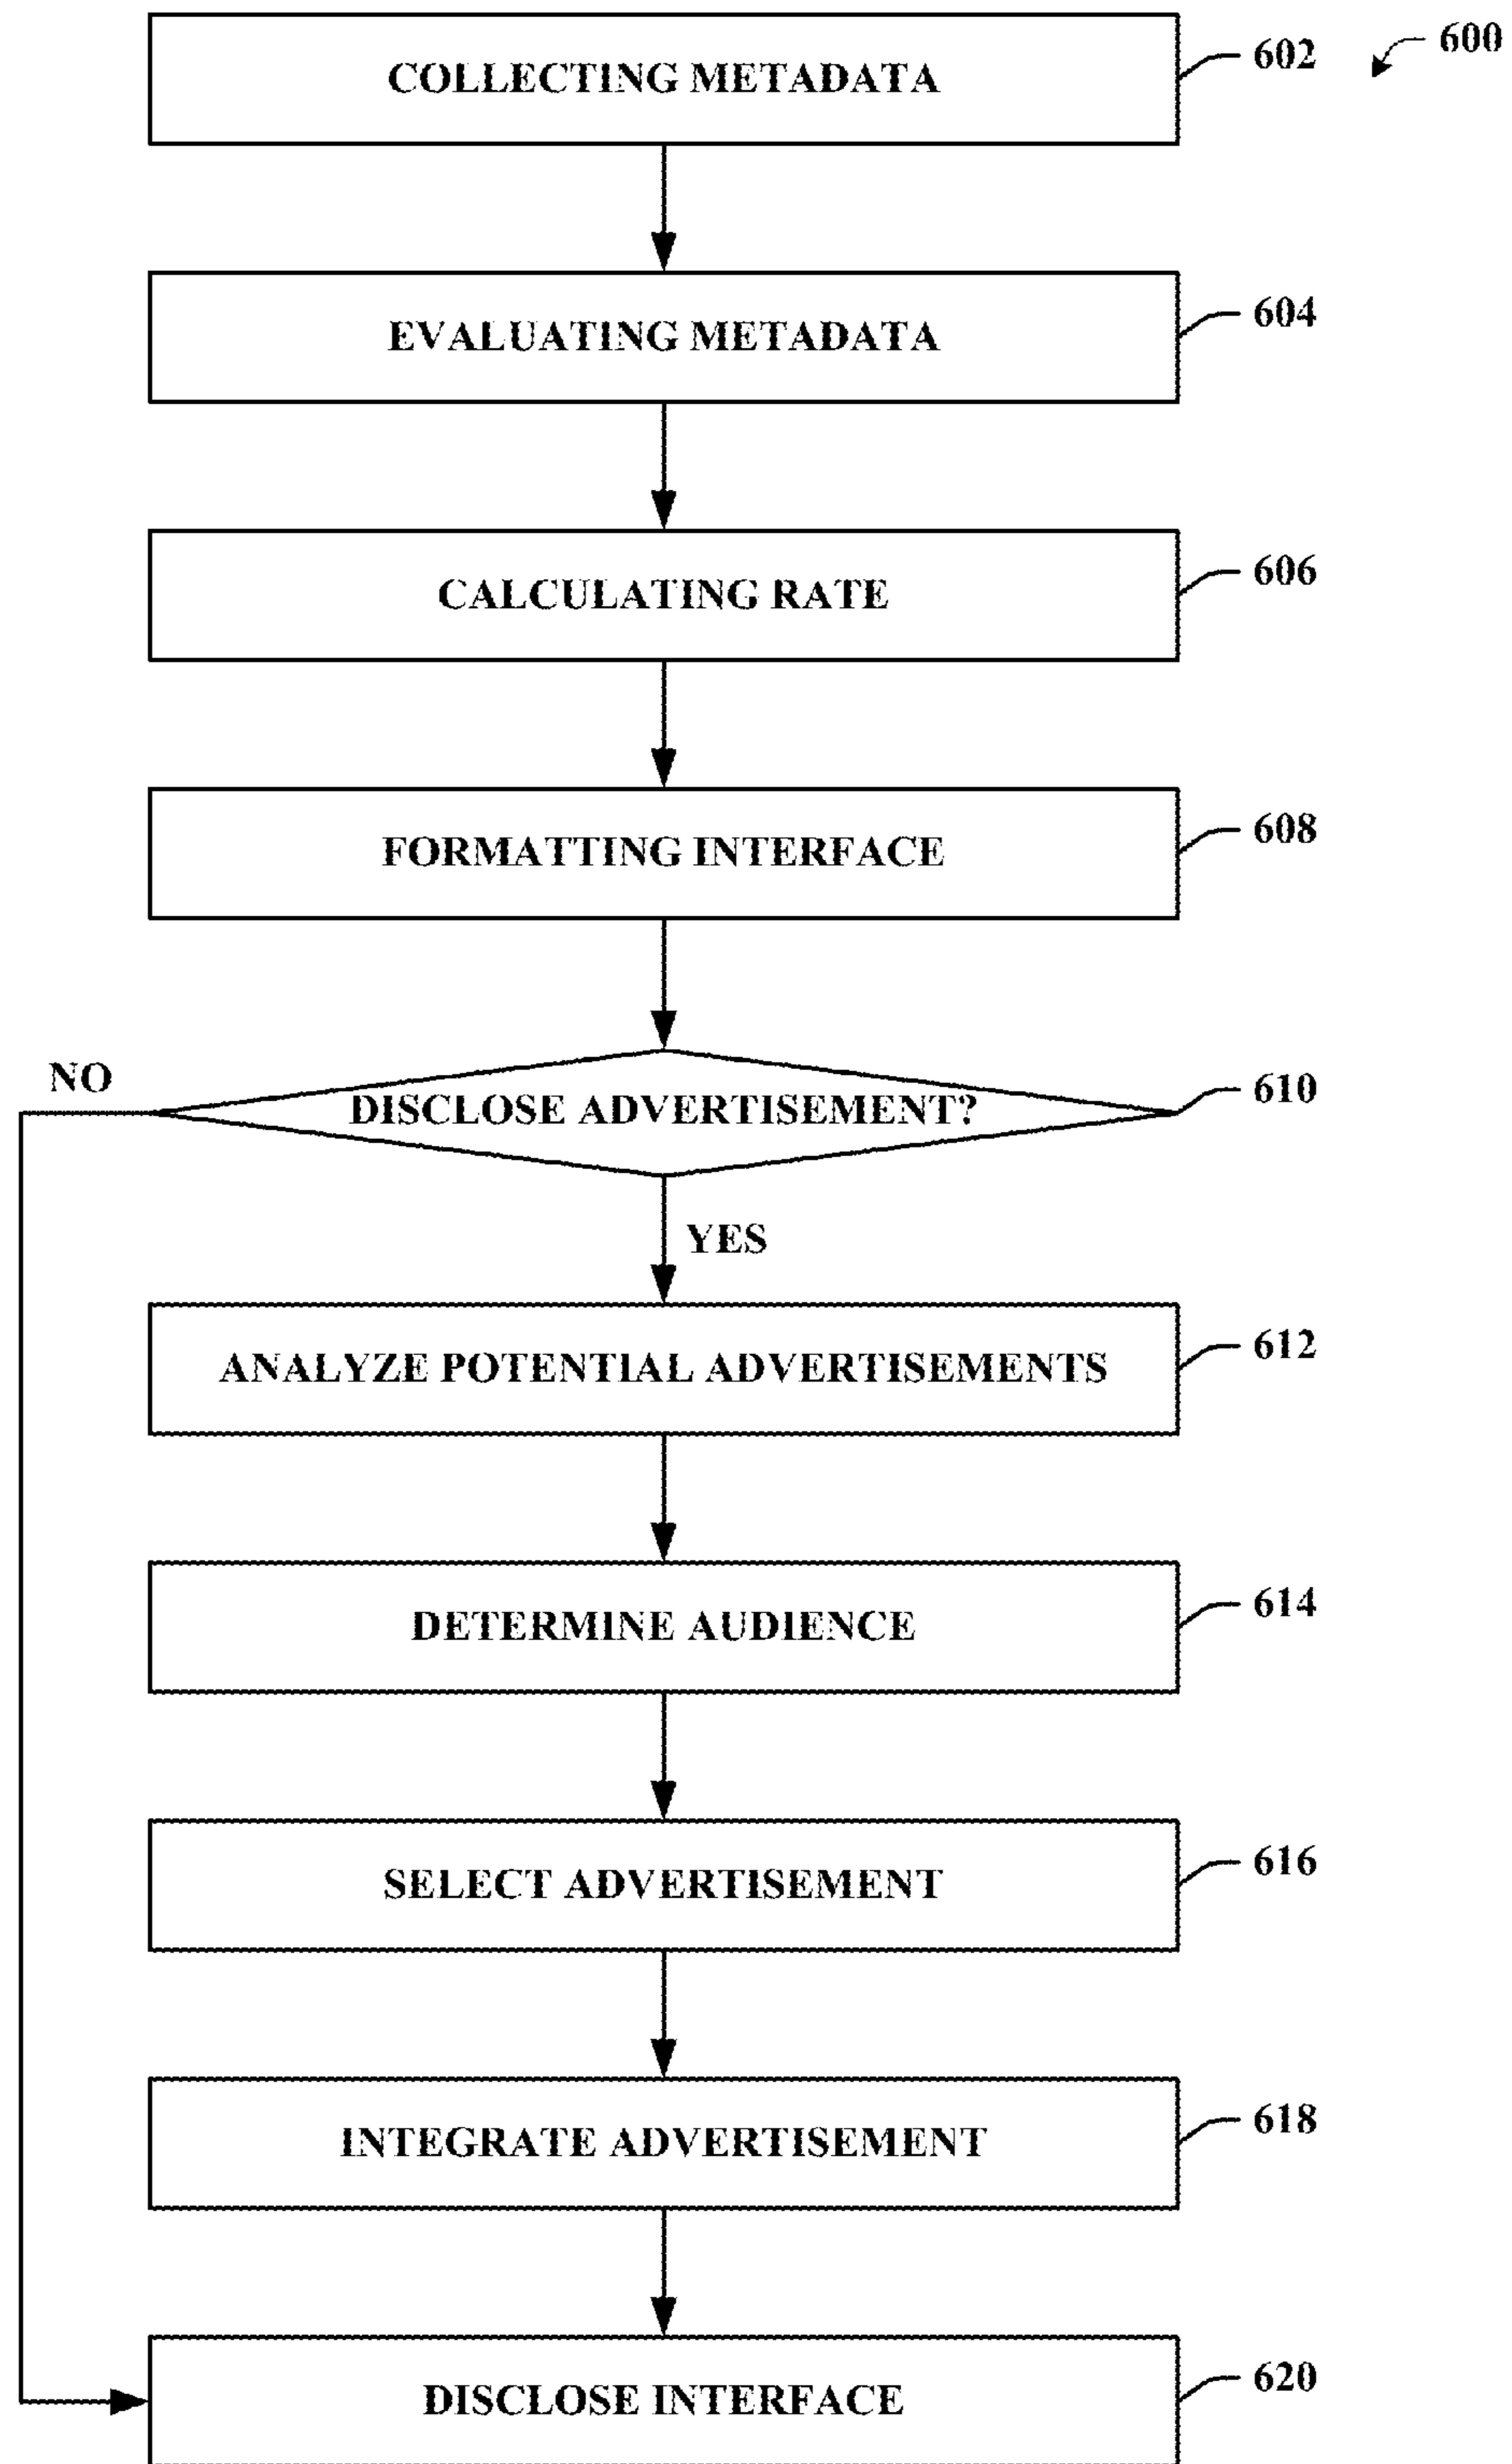 COLLECTING METADATA
602
600
EVALUATING METADATA
604
CALCULATING RATE
606
FORMATTING INTERFACE
608
NO
DISCLOSE ADVERTISEMENT?
610
YES
ANALYZE POTENTIAL ADVERTISEMENTS
612
DETERMINE AUDIENCE
614
SELECT ADVERTISEMENT
616
INTEGRATE ADVERTISEMENT
618
DISCLOSE INTERFACE
620